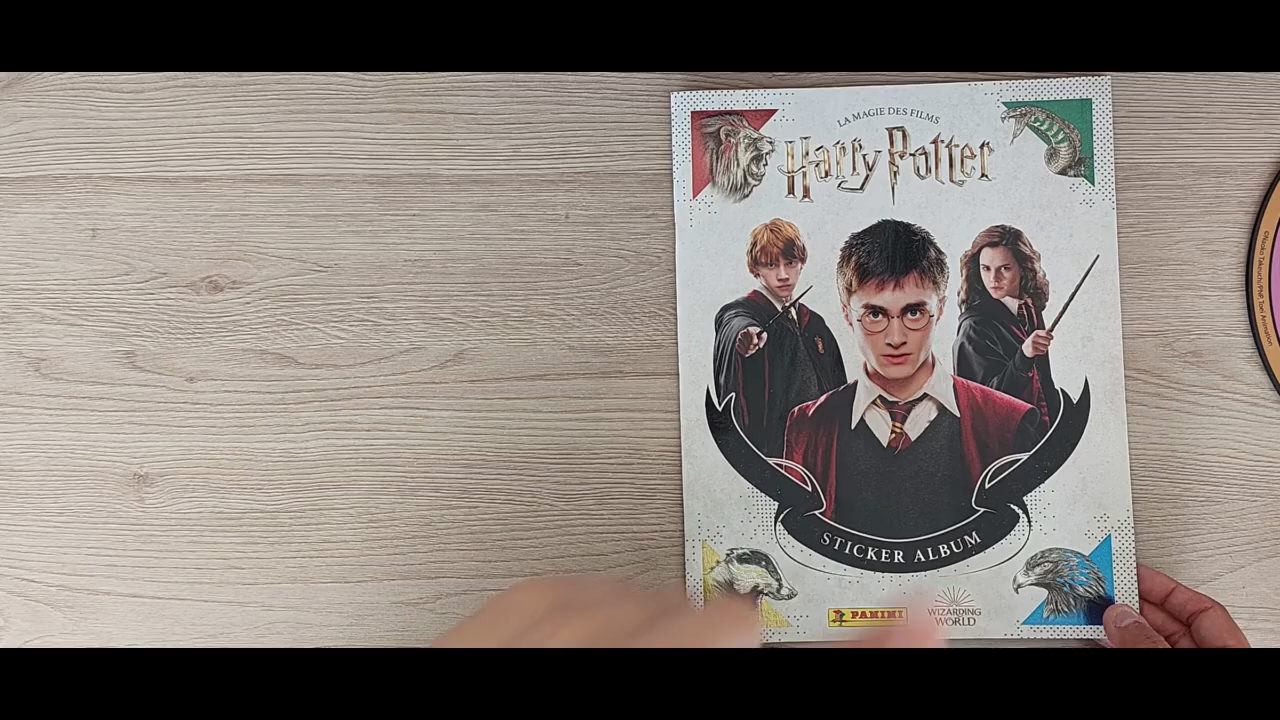 LA MAGIE DES FILMS
Harry Potter
STICKER ALBUM
PANINI
WIZARDING
WORLD